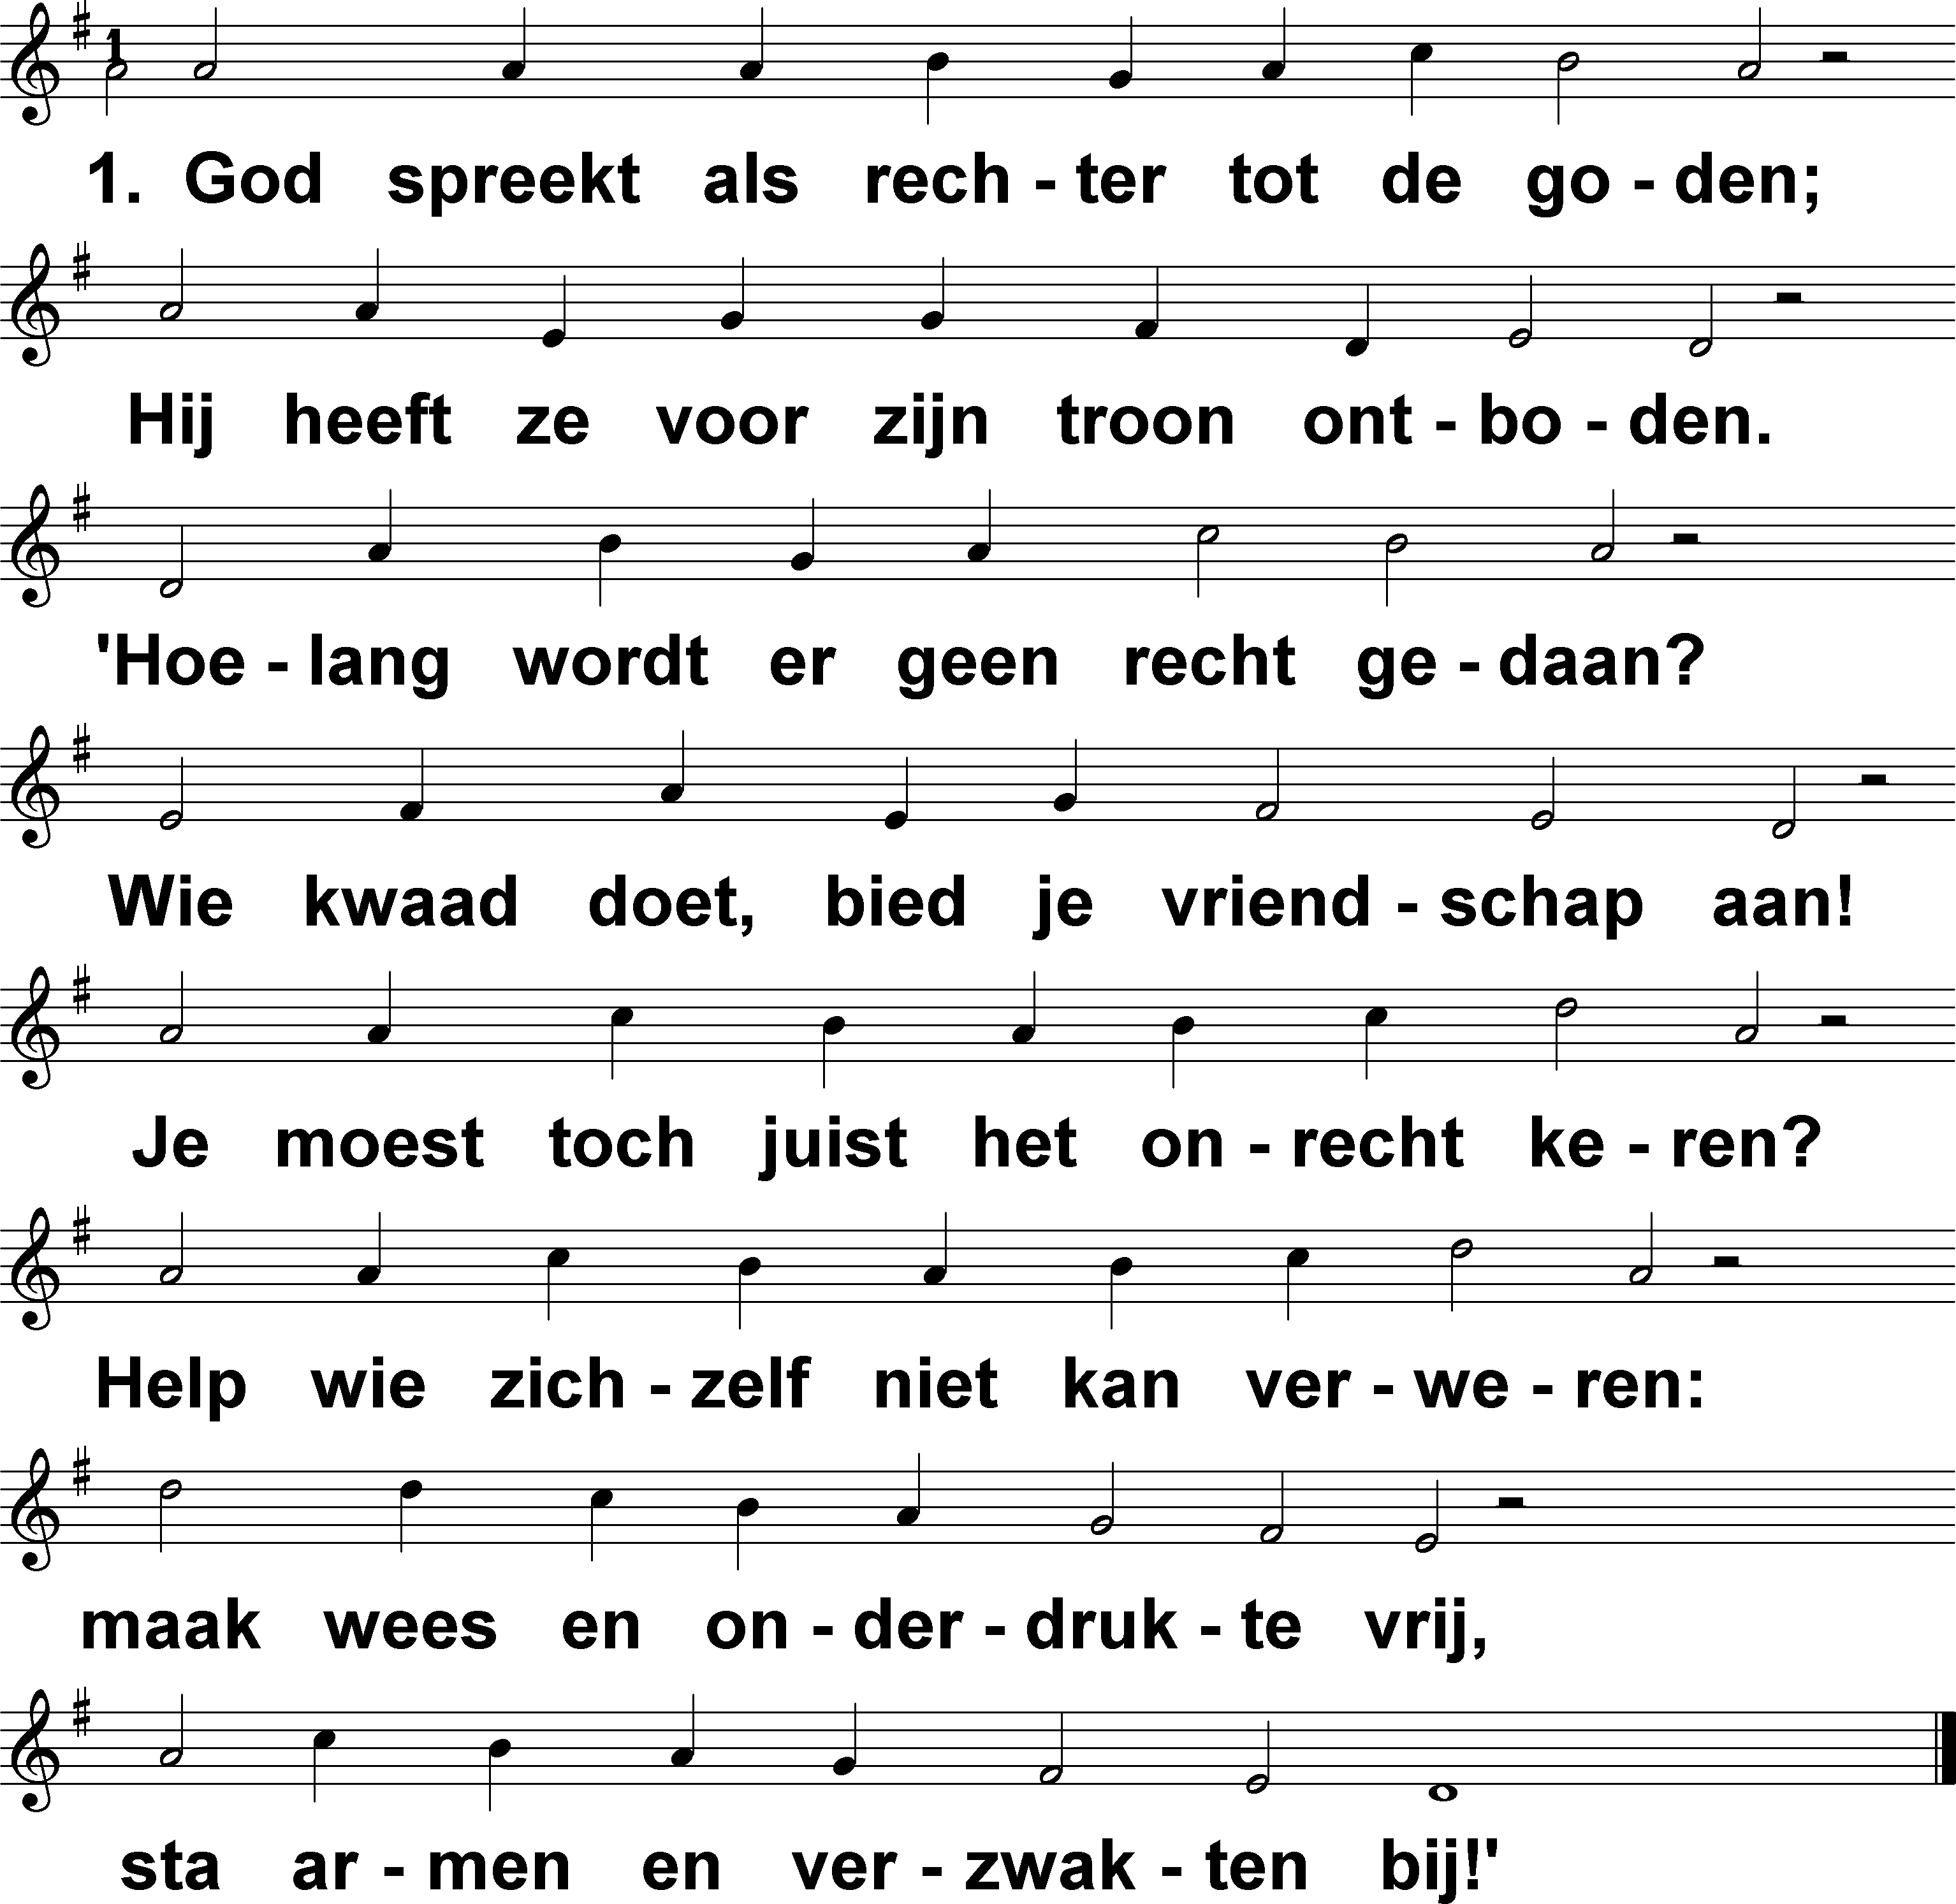 1. God spreekt als rech - ter tot de go - den;
Hij heeft ze voor zijn troon ont - bo - den.
'Hoe - lang wordt er geen recht ge - daan?
Wie kwaad doet, bied je vriend - schap aan!
Je moest toch juist het on - recht ke - ren?
Help wie zich - zelf niet kan ver - we - ren:
maak wees en on - der - druk - te vrij,
sta ar - men en ver - zwak - ten bij!'